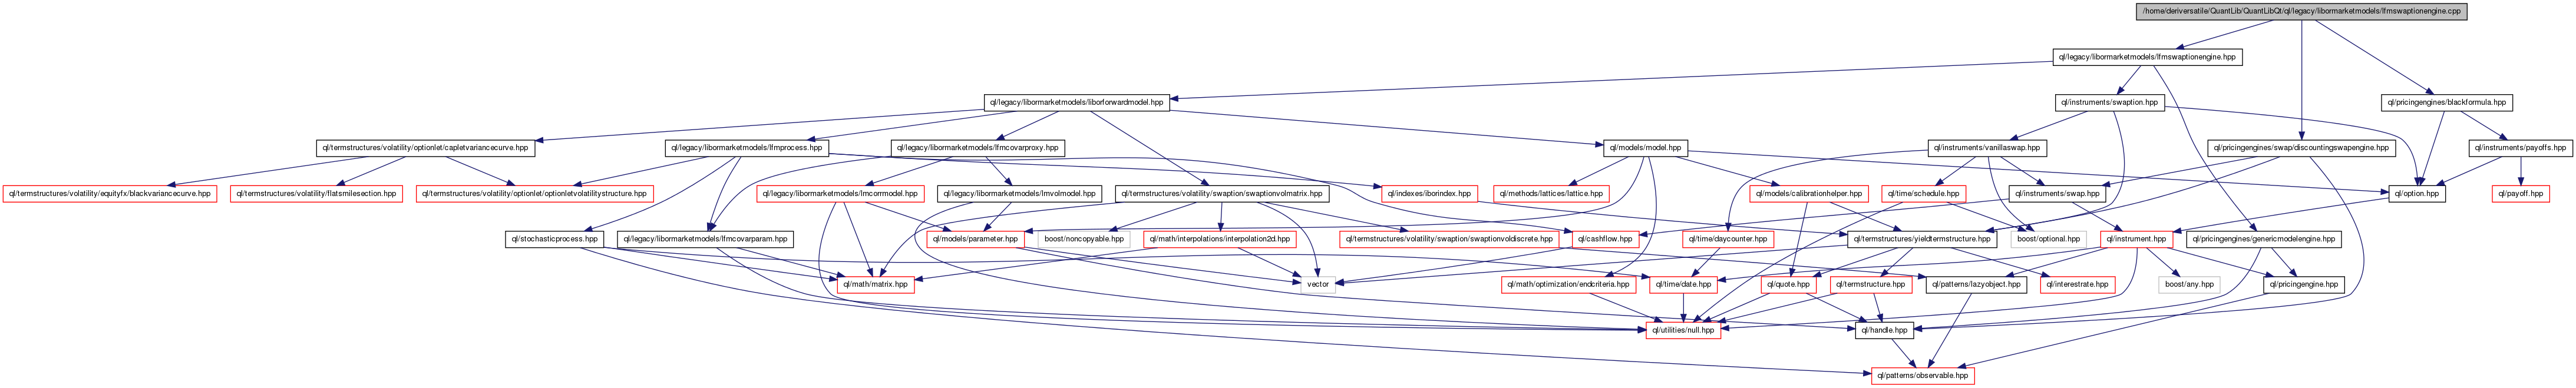 /home/deriversatile/QuantLib/QuantLibQt/ql/legacy/libormarketmodels/lfmswaptionengine.cpp
ql/legacy/libormarketmodels/lfmswaptionengine.hpp
ql/legacy/libormarketmodels/liborforwardmodel.hpp
ql/instruments/swaption.hpp
ql/pricingengines/blackformula.hpp
ql/termstructures/volatility/optionlet/capletvariancecurve.hpp
ql/legacy/libormarketmodels/lfmprocess.hpp
ql/legacy/libormarketmodels/lfmcovarproxy.hpp
ql/models/model.hpp
ql/instruments/vanillaswap.hpp
ql/pricingengines/swap/discountingswapengine.hpp
ql/instruments/payoffs.hpp
ql/termstructures/volatility/equityfx/blackvariancecurve.hpp
ql/termstructures/volatility/flatsmilesection.hpp
ql/termstructures/volatility/optionlet/optionletvolatilitystructure.hpp
ql/legacy/libormarketmodels/lmcorrmodel.hpp
ql/legacy/libormarketmodels/lmvolmodel.hpp
ql/termstructures/volatility/swaption/swaptionvolmatrix.hpp
ql/indexes/iborindex.hpp
ql/methods/lattices/lattice.hpp
ql/models/calibrationhelper.hpp
ql/time/schedule.hpp
ql/instruments/swap.hpp
ql/option.hpp
ql/payoff.hpp
ql/stochasticprocess.hpp
ql/legacy/libormarketmodels/lfmcovarparam.hpp
ql/models/parameter.hpp
boost/noncopyable.hpp
ql/math/interpolations/interpolation2d.hpp
ql/termstructures/volatility/swaption/swaptionvoldiscrete.hpp
ql/cashflow.hpp
ql/time/daycounter.hpp
ql/termstructures/yieldtermstructure.hpp
boost/optional.hpp
ql/instrument.hpp
ql/pricingengines/genericmodelengine.hpp
ql/math/matrix.hpp
vector
ql/math/optimization/endcriteria.hpp
ql/time/date.hpp
ql/quote.hpp
ql/termstructure.hpp
ql/patterns/lazyobject.hpp
ql/interestrate.hpp
boost/any.hpp
ql/pricingengine.hpp
ql/utilities/null.hpp
ql/handle.hpp
ql/patterns/observable.hpp